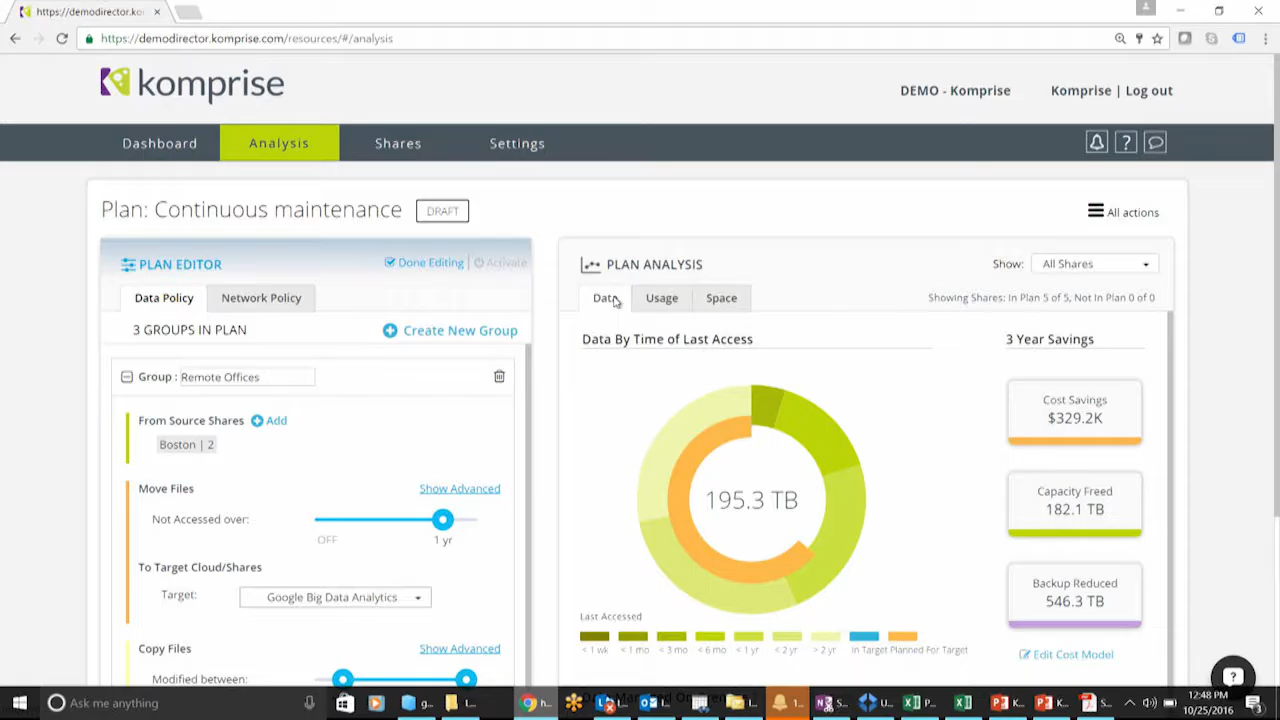 https://demodirector.ko
https://demodirector.komprise.com/resources/#/analysis
komprise
DEMO - Komprise
Komprise | Log out
Dashboard
Analysis
Shares
Settings
?
Plan: Continuous maintenance
DRAFT
All actions
PLAN EDITOR
Done Editing
Activate
Data Policy
Network Policy
3 GROUPS IN PLAN
Create New Group
Group : Remote Offices
From Source Shares
Add
Boston | 2
Move Files
Show Advanced
Not Accessed over:
OFF
1 yr
To Target Cloud/Shares
Target:
Google Big Data Analytics
Copy Files
Show Advanced
Modified between:
PLAN ANALYSIS
Show:
All Shares
Data
Usage
Space
Showing Shares: In Plan 5 of 5, Not In Plan 0 of 0
Data By Time of Last Access
195.3 TB
Last Accessed
< 1 wk
< 1 mo
< 3 mo
< 6 mo
< 1 yr
< 2 yr
> 2 yr
In Target
Planned For Target
3 Year Savings
Cost Savings
$329.2K
Capacity Freed
182.1 TB
Backup Reduced
546.3 TB
Edit Cost Model
?
Ask me anything
12:48 PM
10/25/2016